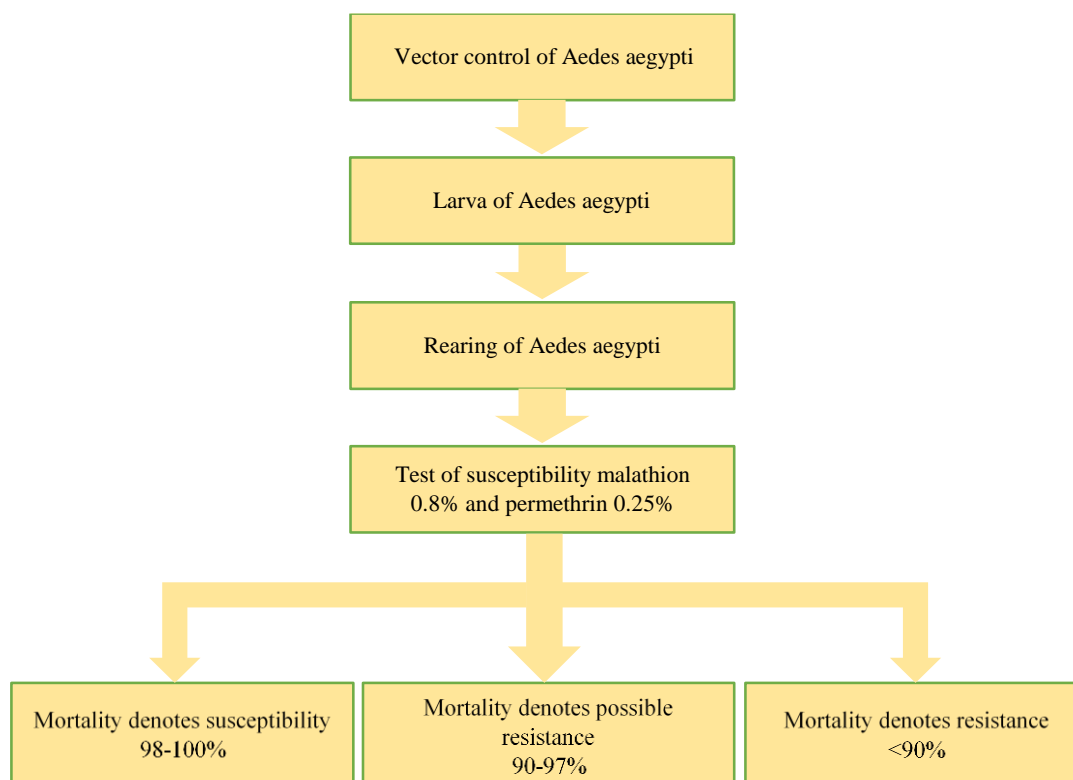 Vector control of Aedes aegypti
Larva of Aedes aegypti
Rearing of Aedes aegypti
Test of susceptibility malathion
0.8% and permethrin 0.25%
Mortality denotes susceptibility
98-100%
Mortality denotes possible
resistance
90-97%
Mortality denotes resistance
<90%